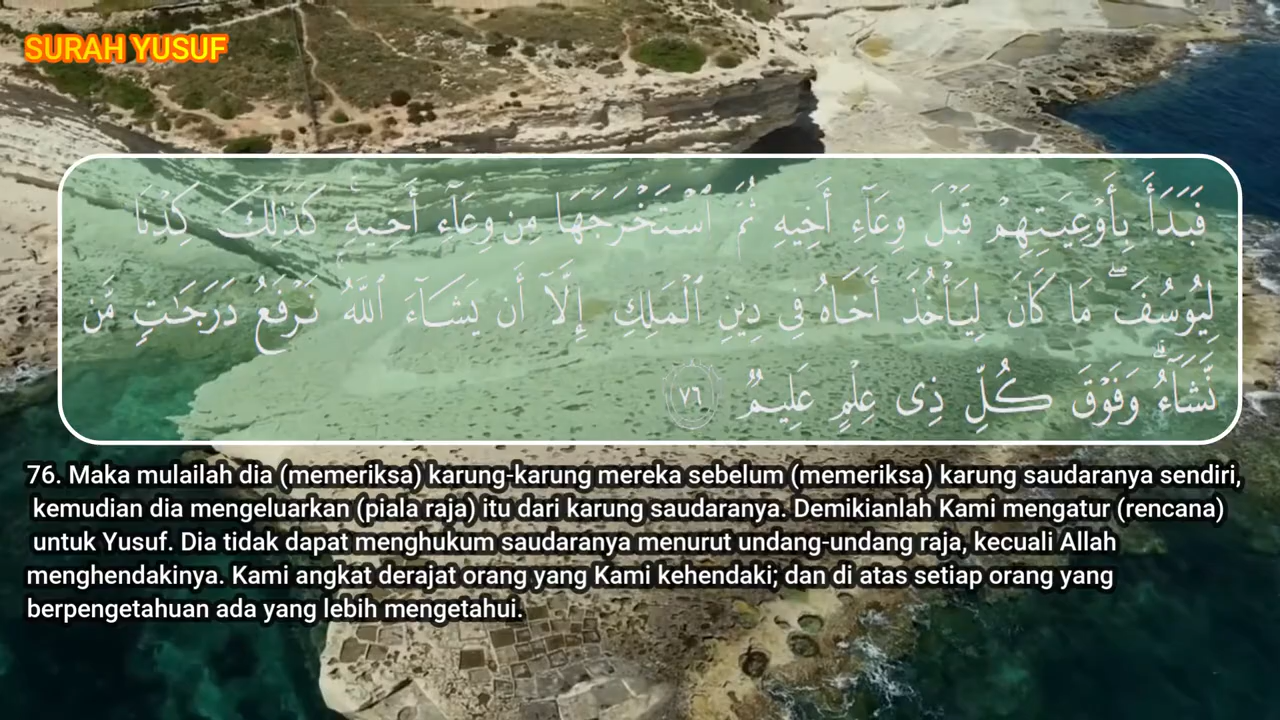 SURAH YUSUF
فَبَدَأَ بِأَوْعِيَتِهِمْ قَبْلَ وِعَآءِ أَخِيهِ ثُمَّ ٱسْتَخْرَجَهَا مِن وِعَآءِ أَخِيهِ ۚ كَذَٰلِكَ كِدْنَا
لِيُوسُفَ ۖ مَا كَانَ لِيَأْخُذَ أَخَاهُ فِى دِينِ ٱلْمَلِكِ إِلَّآ أَن يَشَآءَ ٱللَّهُ ۚ نَرْفَعُ دَرَجَٰتٍ مَّن
نَّشَآءُ ۗ وَفَوْقَ كُلِّ ذِى عِلْمٍ عَلِيمٌ ٧٦
76. Maka mulailah dia (memeriksa) karung-karung mereka sebelum (memeriksa) karung saudaranya sendiri,
kemudian dia mengeluarkan (piala raja) itu dari karung saudaranya. Demikianlah Kami mengatur (rencana)
untuk Yusuf. Dia tidak dapat menghukum saudaranya menurut undang-undang raja, kecuali Allah
menghendakinya. Kami angkat derajat orang yang Kami kehendaki; dan di atas setiap orang yang
berpengetahuan ada yang lebih mengetahui.